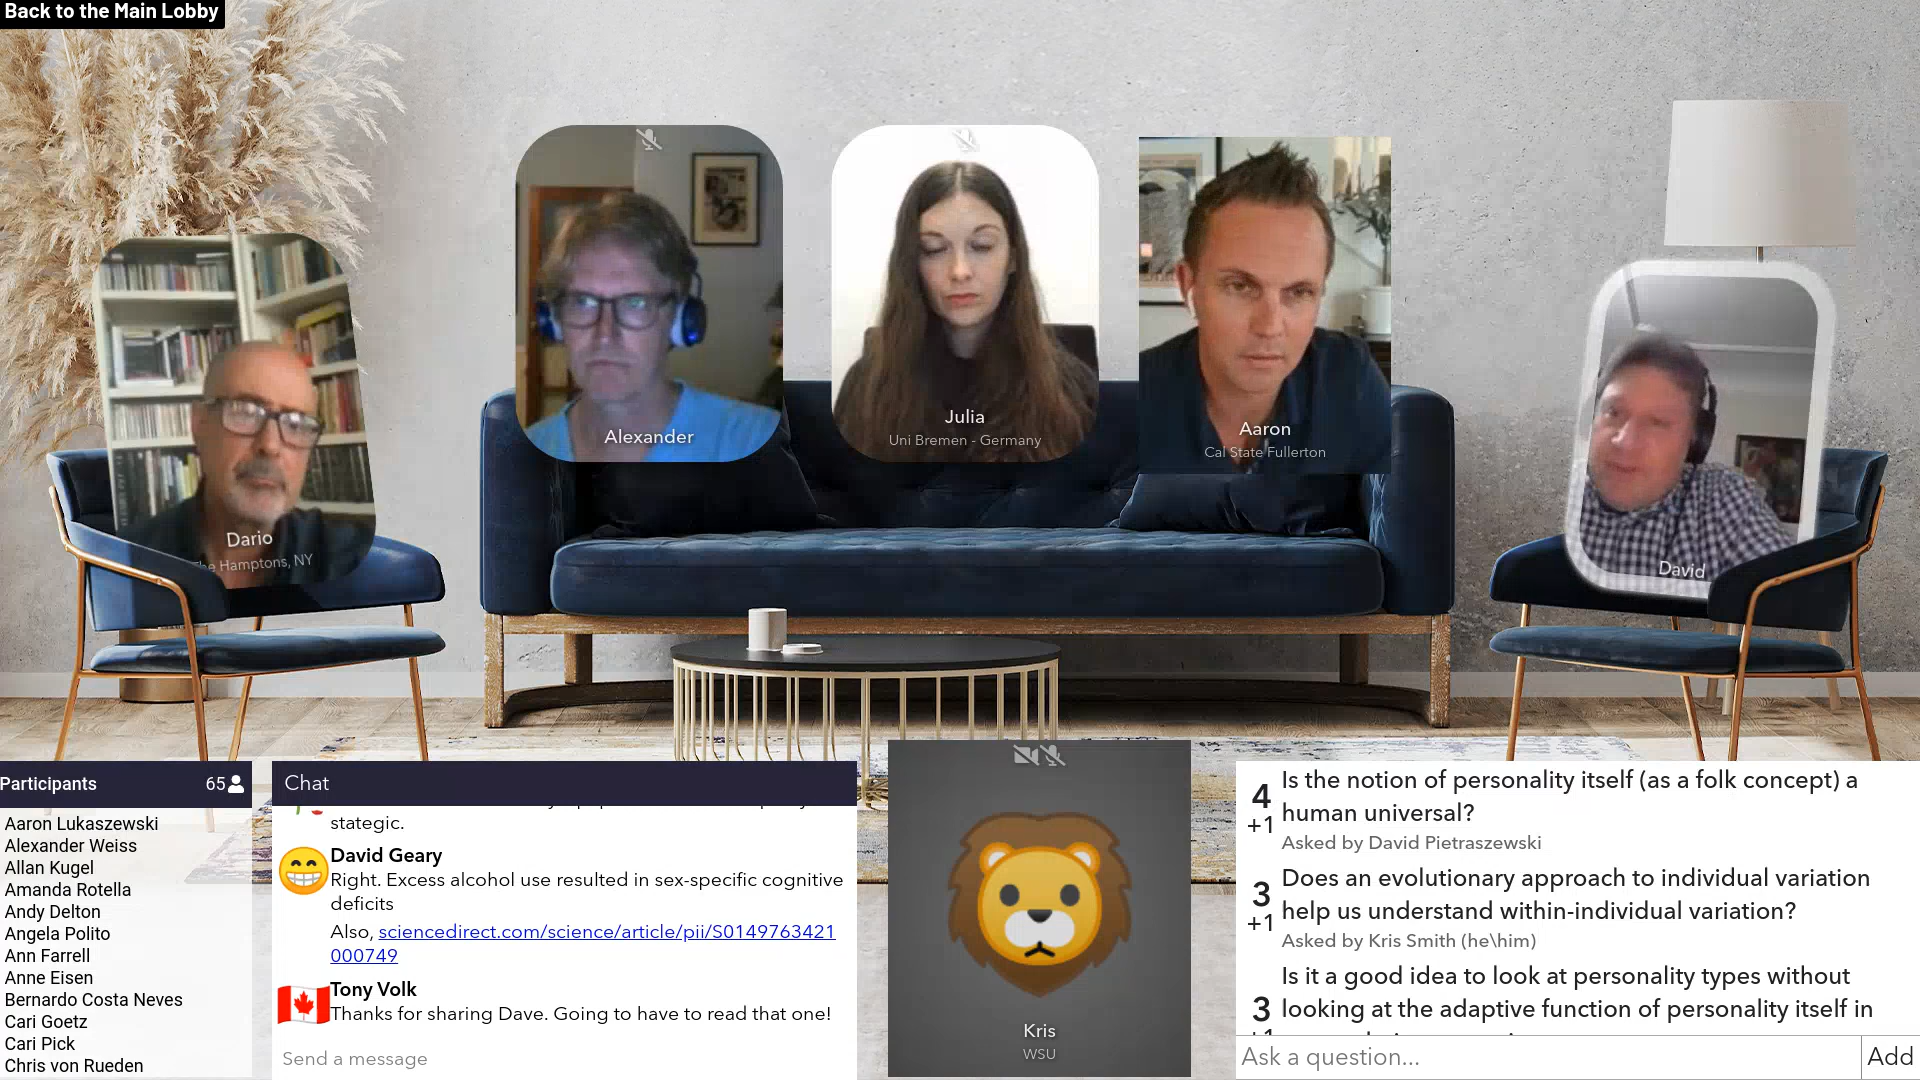 Back to the Main Lobby
Dario
The Hamptons, NY
Alexander
Julia
Uni Bremen - Germany
Aaron
Cal State Fullerton
David
Participants
65
Aaron Lukaszewski
Alexander Weiss
Allan Kugel
Amanda Rotella
Andy Delton
Angela Polito
Ann Farrell
Anne Eisen
Bernardo Costa Neves
Cari Goetz
Cari Pick
Chris von Rueden
Chat
stategic.
David Geary
Right. Excess alcohol use resulted in sex-specific cognitive
deficits
Also, sciencedirect.com/science/article/pii/S0149763421
000749
Tony Volk
Thanks for sharing Dave. Going to have to read that one!
Send a message
Kris
WSU
4
+1
Is the notion of personality itself (as a folk concept) a
human universal?
Asked by David Pietraszewski
3
+1
Does an evolutionary approach to individual variation
help us understand within-individual variation?
Asked by Kris Smith (he\him)
3
+1
Is it a good idea to look at personality types without
looking at the adaptive function of personality itself in
Ask a question...
Add